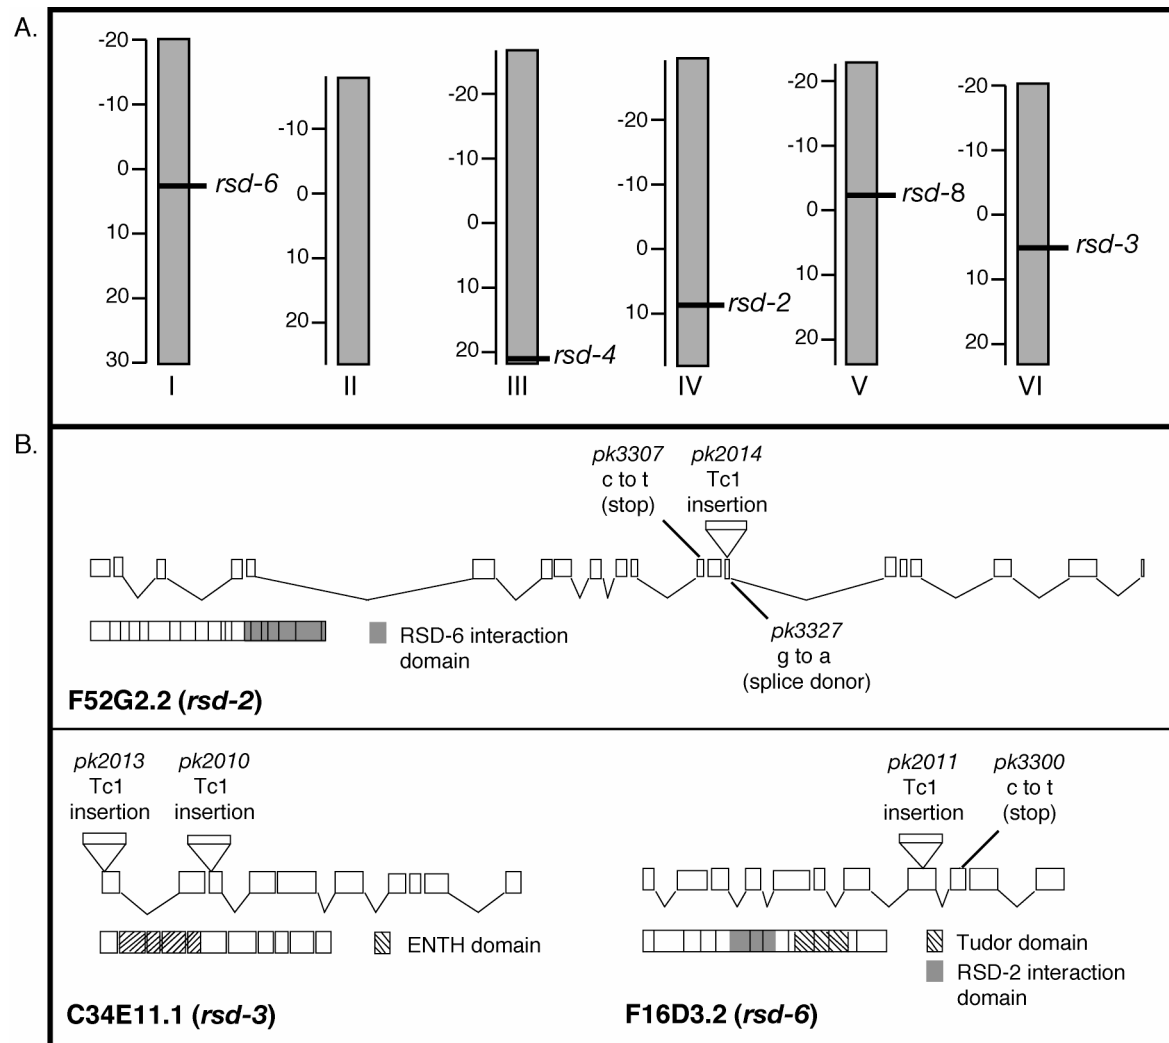 A.
-20
-10
0
10
20
30
rsd-6
I
-10
0
10
20
II
-20
-10
0
10
20
rsd-4
III
-20
-10
0
10
rsd-2
IV
-20
-10
0
10
20
rsd-8
V
-20
-10
0
10
20
rsd-3
VI
B.
pk3307
c to t
(stop)
pk2014
Tc1
insertion
pk3327
g to a
(splice donor)
RSD-6 interaction
domain
F52G2.2 (rsd-2)
pk2013
Tc1
insertion
pk2010
Tc1
insertion
ENTH domain
C34E11.1 (rsd-3)
pk2011
Tc1
insertion
pk3300
c to t
(stop)
Tudor domain
RSD-2 interaction
domain
F16D3.2 (rsd-6)